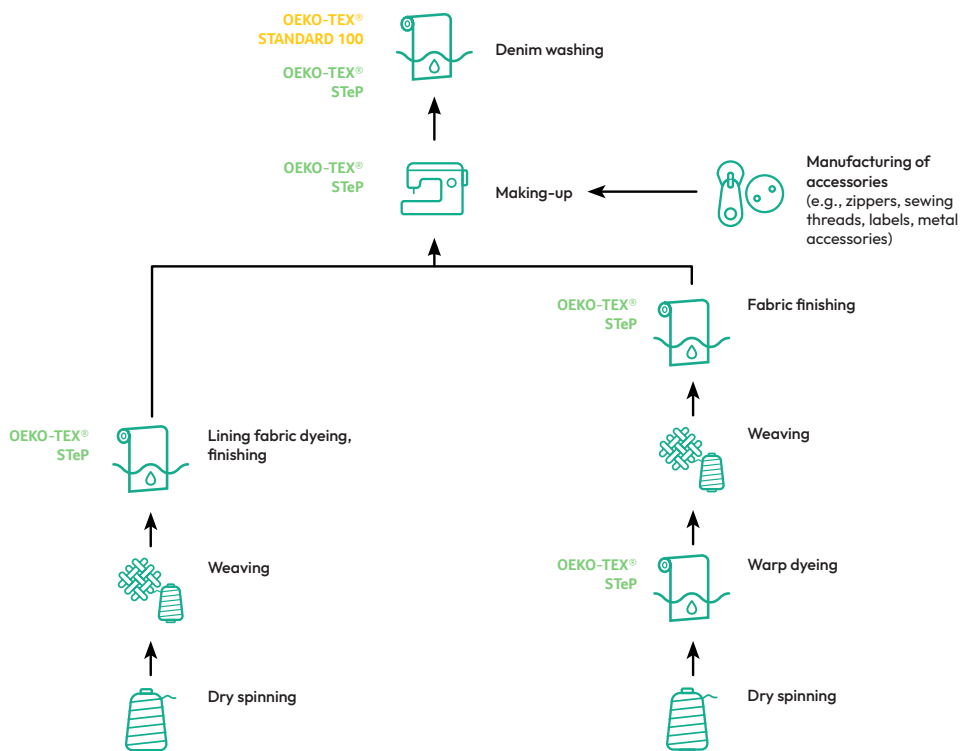 OEKO-TEX®
STANDARD 100
Denim washing
OEKO-TEX®
STeP
OEKO-TEX®
STeP
Making-up
Manufacturing of
accessories
(e.g., zippers, sewing
threads, labels, metal
accessories)
OEKO-TEX®
STeP
Fabric finishing
OEKO-TEX®
STeP
Lining fabric dyeing,
finishing
Weaving
Weaving
OEKO-TEX®
STeP
Warp dyeing
Dry spinning
Dry spinning